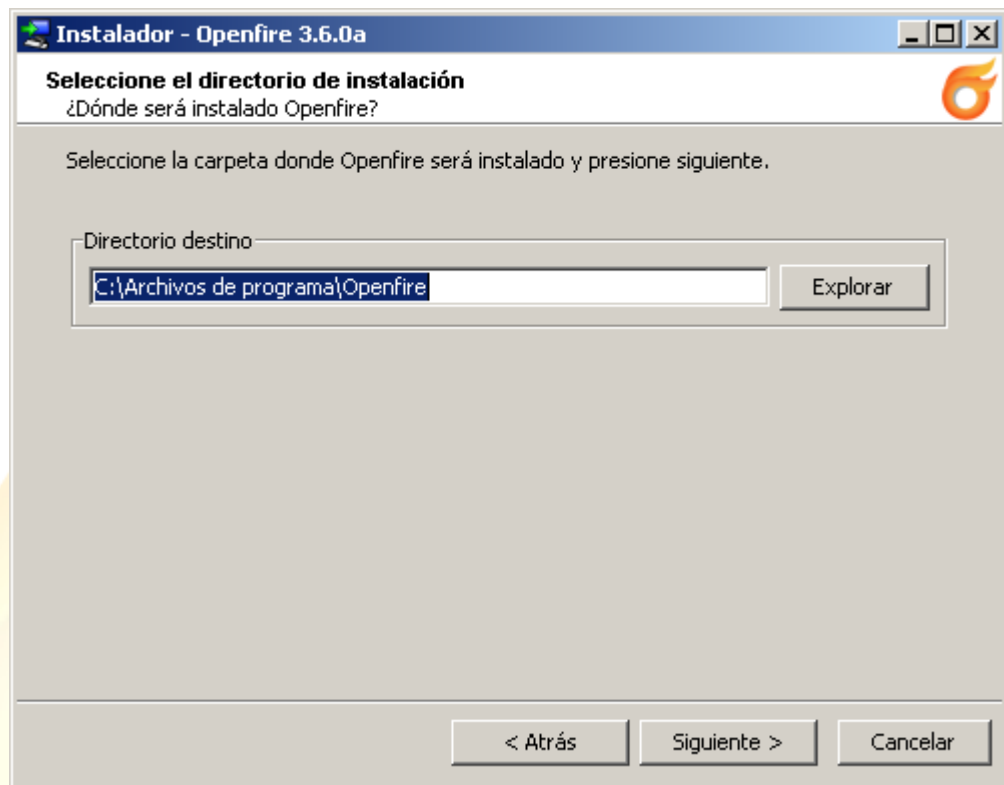 Instalador - Openfire 3.6.0a
Seleccione el directorio de instalación
¿Dónde será instalado Openfire?
Seleccione la carpeta donde Openfire será instalado y presione siguiente.
Directorio destino
C:\Archivos de programa\Openfire
Explorar
< Atrás
Siguiente >
Cancelar